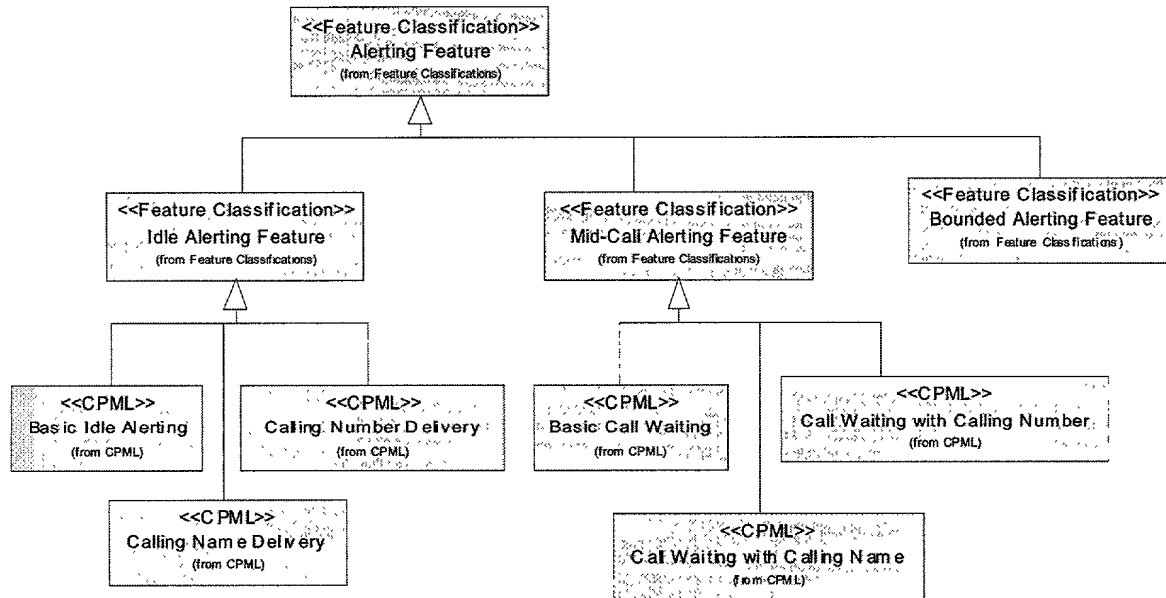 <<Feature Classification>>
Alerting Feature
(from Feature Classifications)
<<Feature Classification>>
Idle Alerting Feature
(from Feature Classifications)
<<Feature Classification>>
Mid-Call Alerting Feature
(from Feature Classifications)
<<Feature Classification>>
Bounded Alerting Feature
(from Feature Classfications)
<<CPML>>
Basic Idle Alerting
(from CPML)
<<CPML>>
Calling Number Delivery
(from CPML)
<<CPML>>
Basic Call Waiting
(from CPML)
<<CPML>>
Call Waiting with Calling Number
(from CPML)
<<CPML>>
Calling Name Delivery
(from CPML)
<<CPML>>
Call Waiting with Calling Name
(from CPML)